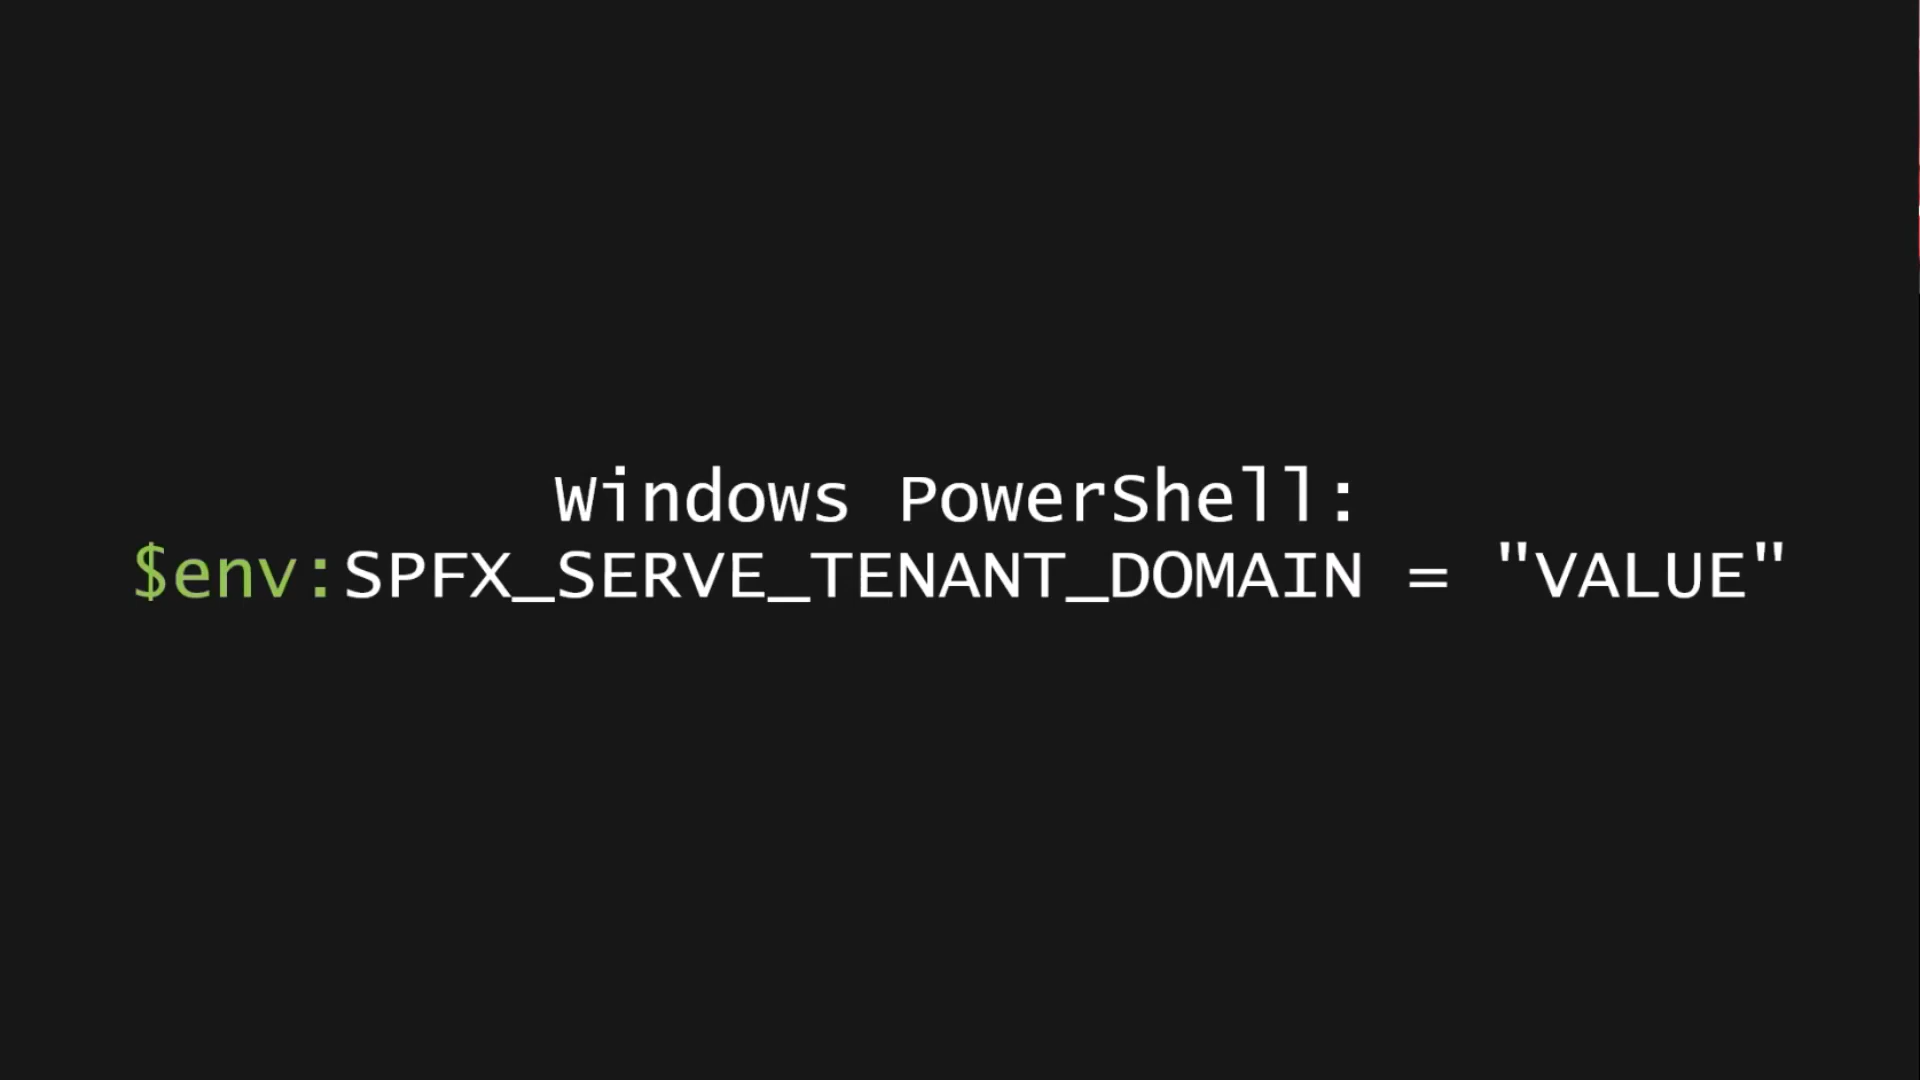 Windows PowerShell:
$env:SPFX_SERVE_TENANT_DOMAIN = "VALUE"